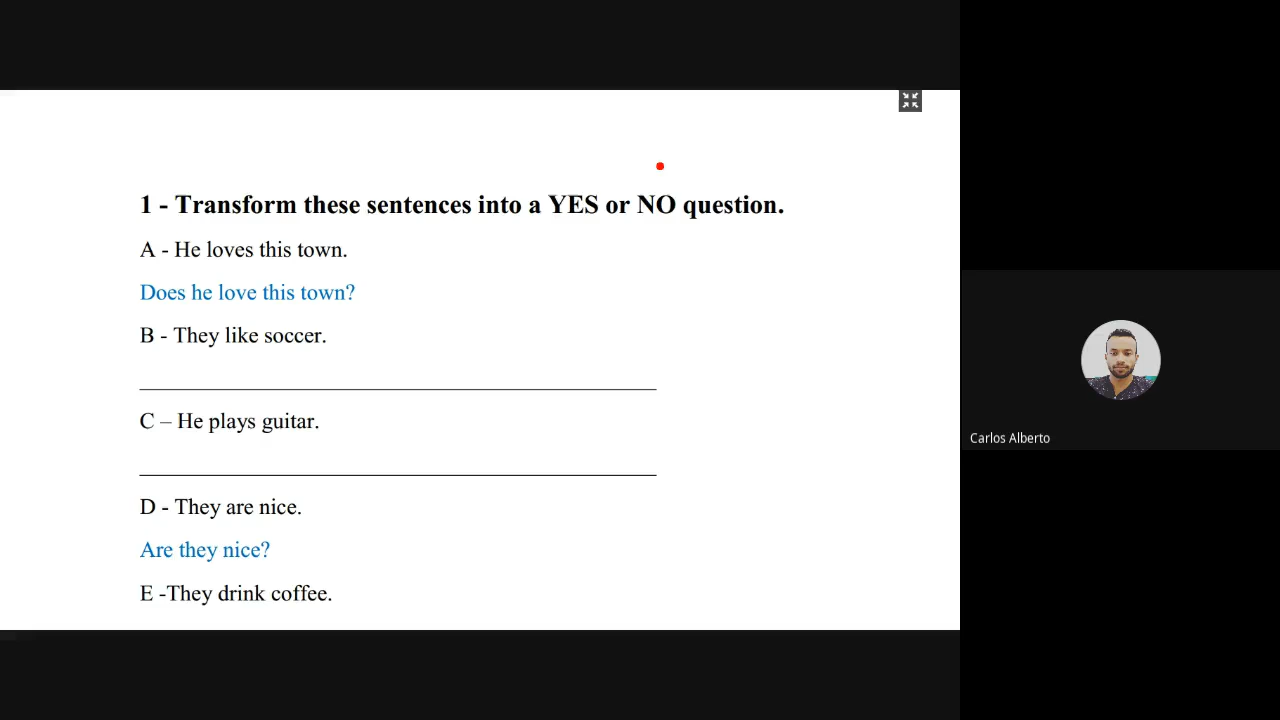 1 - Transform these sentences into a YES or NO question.
A - He loves this town.
Does he love this town?
B - They like soccer.
C – He plays guitar.
D - They are nice.
Are they nice?
E -They drink coffee.
Carlos Alberto